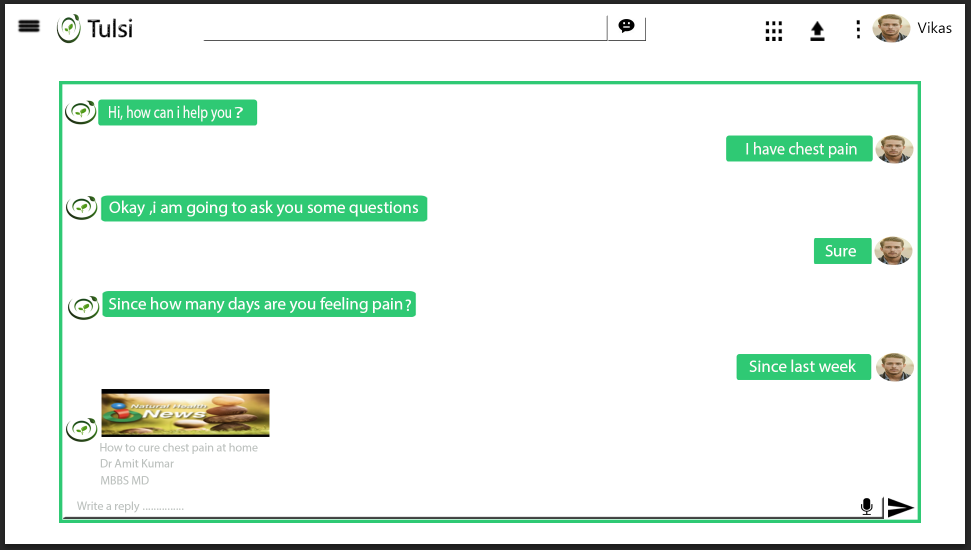 Tulsi
Vikas
Hi, how can i help you ?
I have chest pain
Okay ,i am going to ask you some questions
Sure
Since how many days are you feeling pain?
Since last week
Natural Health
News
How to cure chest pain at home
Dr Amit Kumar
MBBS MD
Write a reply ...............